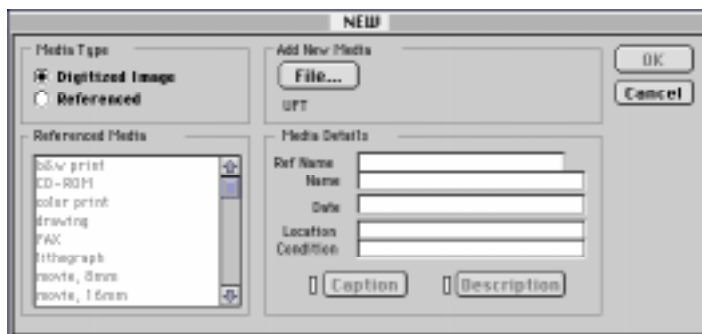 NEW
Media Type
Digitized Image
Referenced
Add New Media
File...
UFT
OK
Cancel
Referenced Media
b&w print
CD-ROM
color print
drawing
FAX
lithograph
movie, 8mm
movie, 16mm
Media Details
Ref Name
Name
Date
Location
Condition
Caption
Description